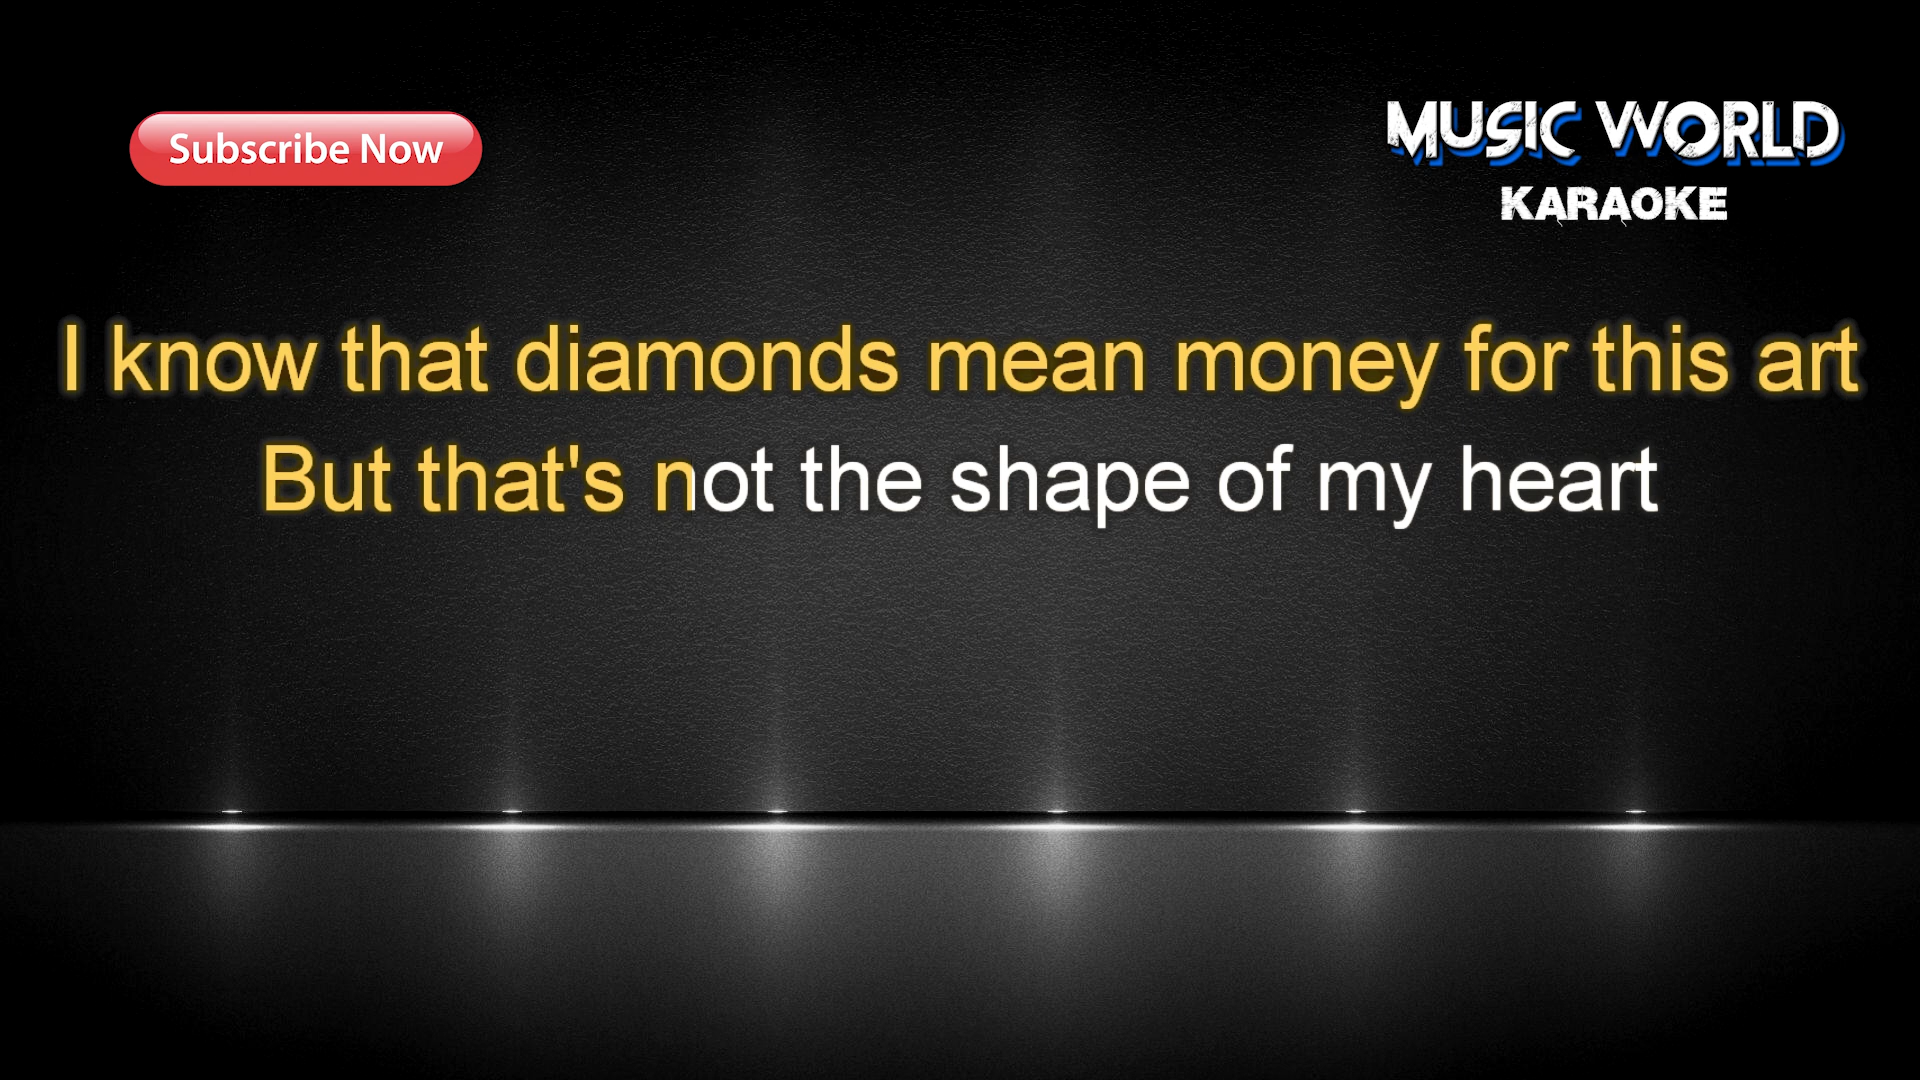 Subscribe Now
MUSIC WORLD
KARAOKE
I know that diamonds mean money for this art
But that's not the shape of my heart